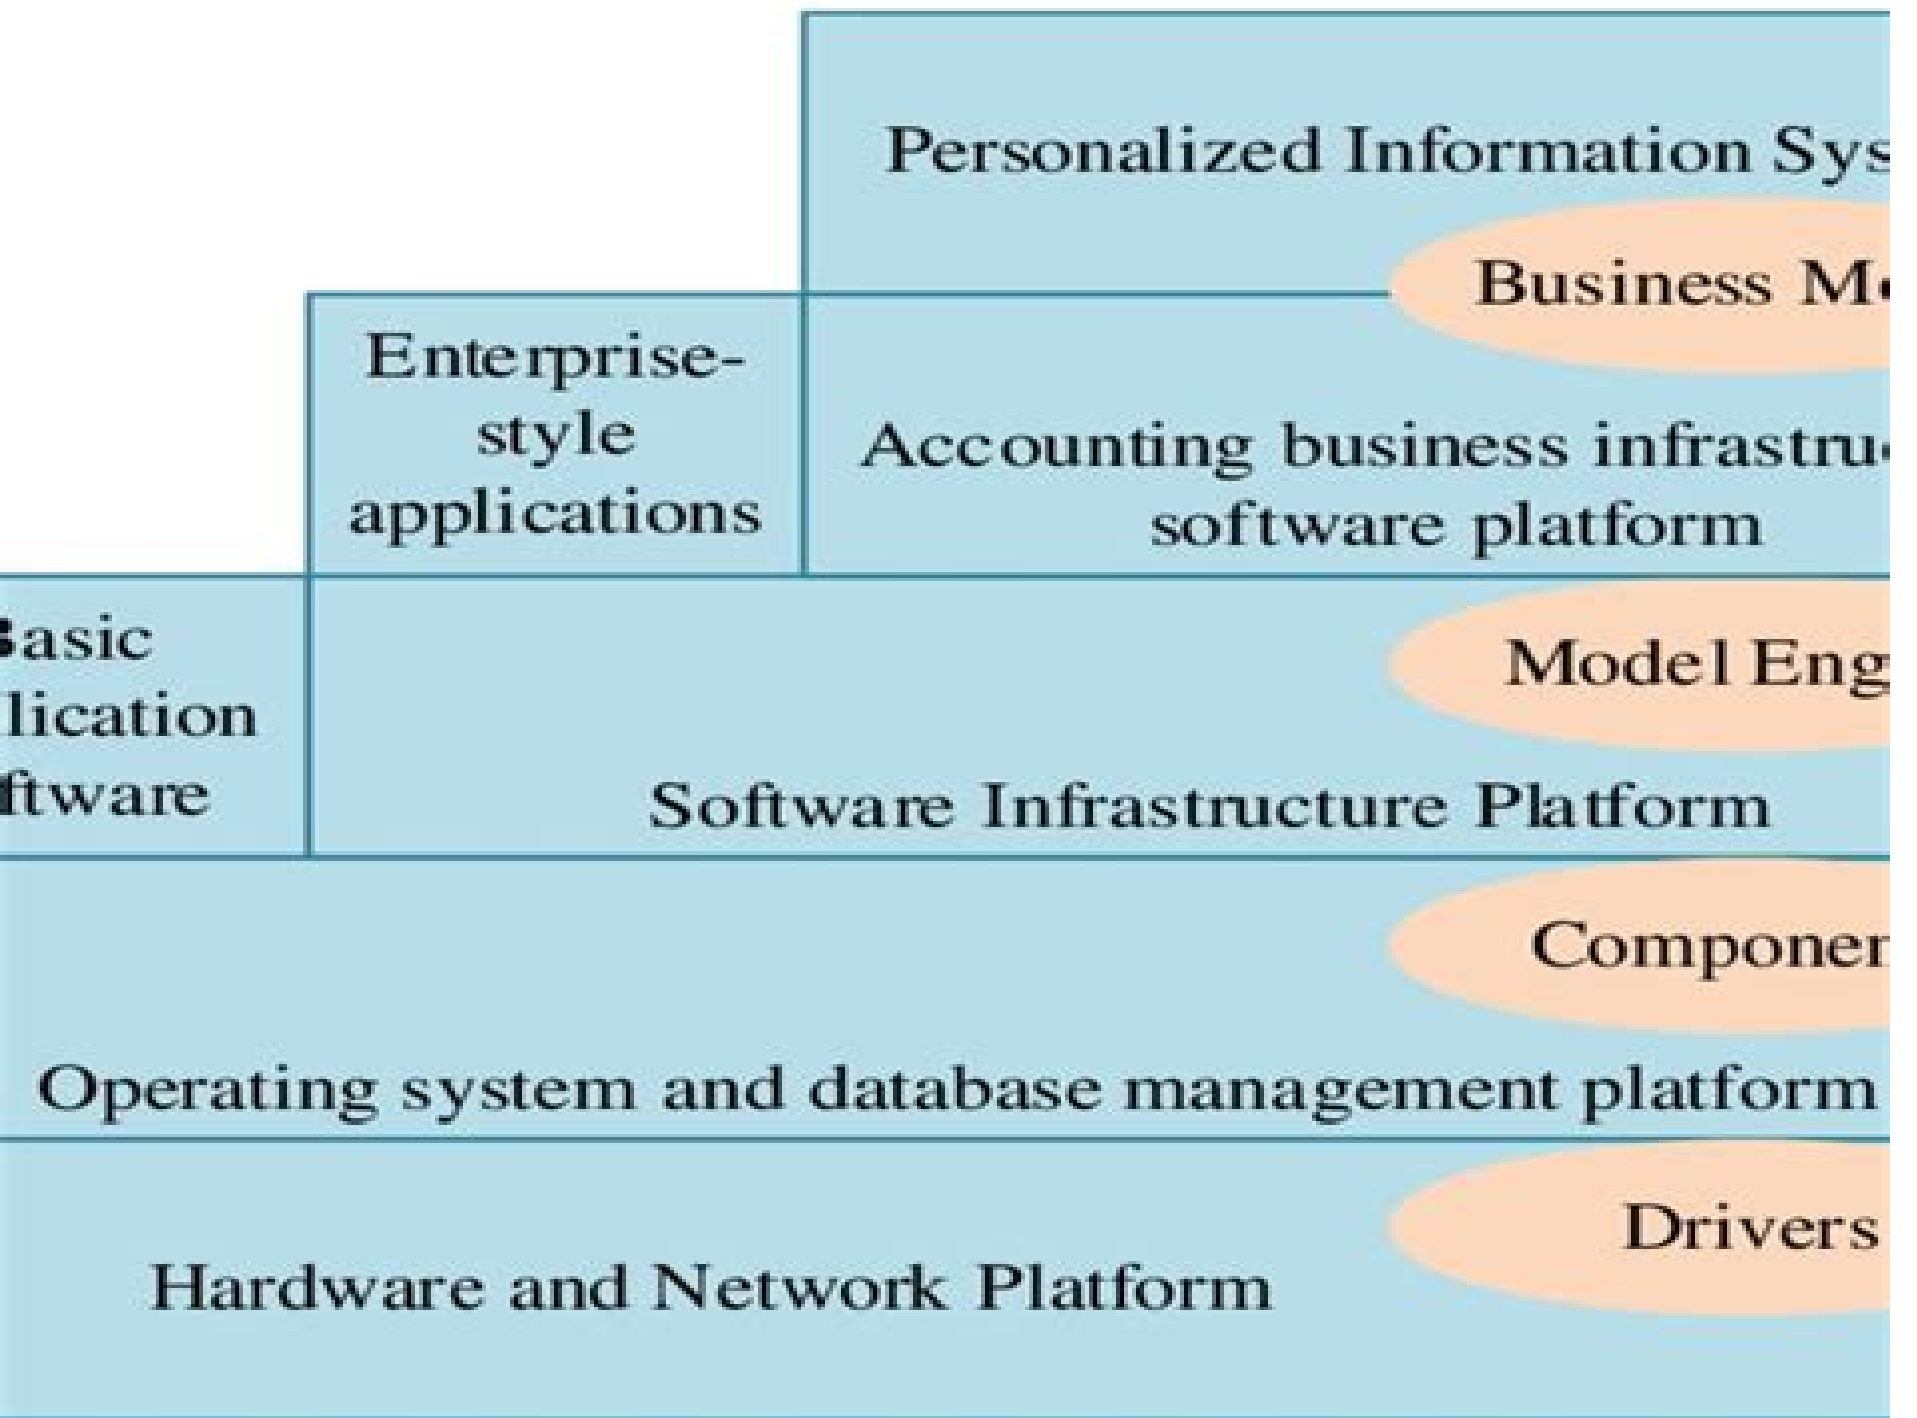 Personalized Information Sys
Business M
Enterprise-
style
applications
Accounting business infrastru
software platform
asic
lication
ftware
Model Eng
Software Infrastructure Platform
Componen
Operating system and database management platform
Drivers
Hardware and Network Platform